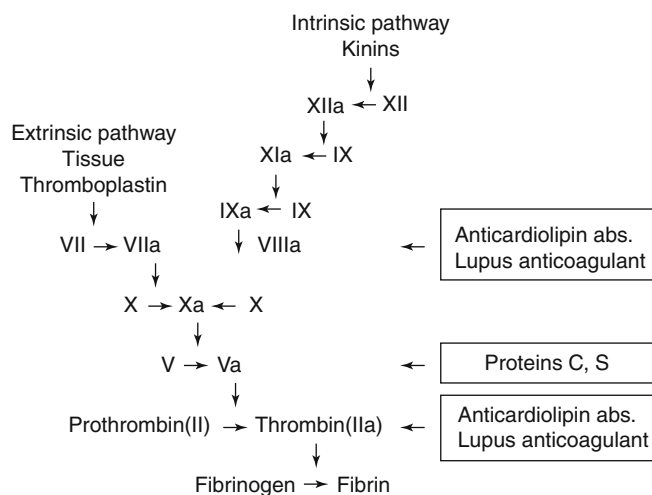 Intrinsic pathway
Kinins
XIIa ← XII
Extrinsic pathway
Tissue
Thromboplastin
XIa ← IX
IXa ← IX
VII → VIIa
VIIIa
Anticardiolipin abs.
Lupus anticoagulant
X → Xa ← X
V → Va
Proteins C, S
Prothrombin(II) → Thrombin(IIa)
Anticardiolipin abs.
Lupus anticoagulant
Fibrinogen → Fibrin